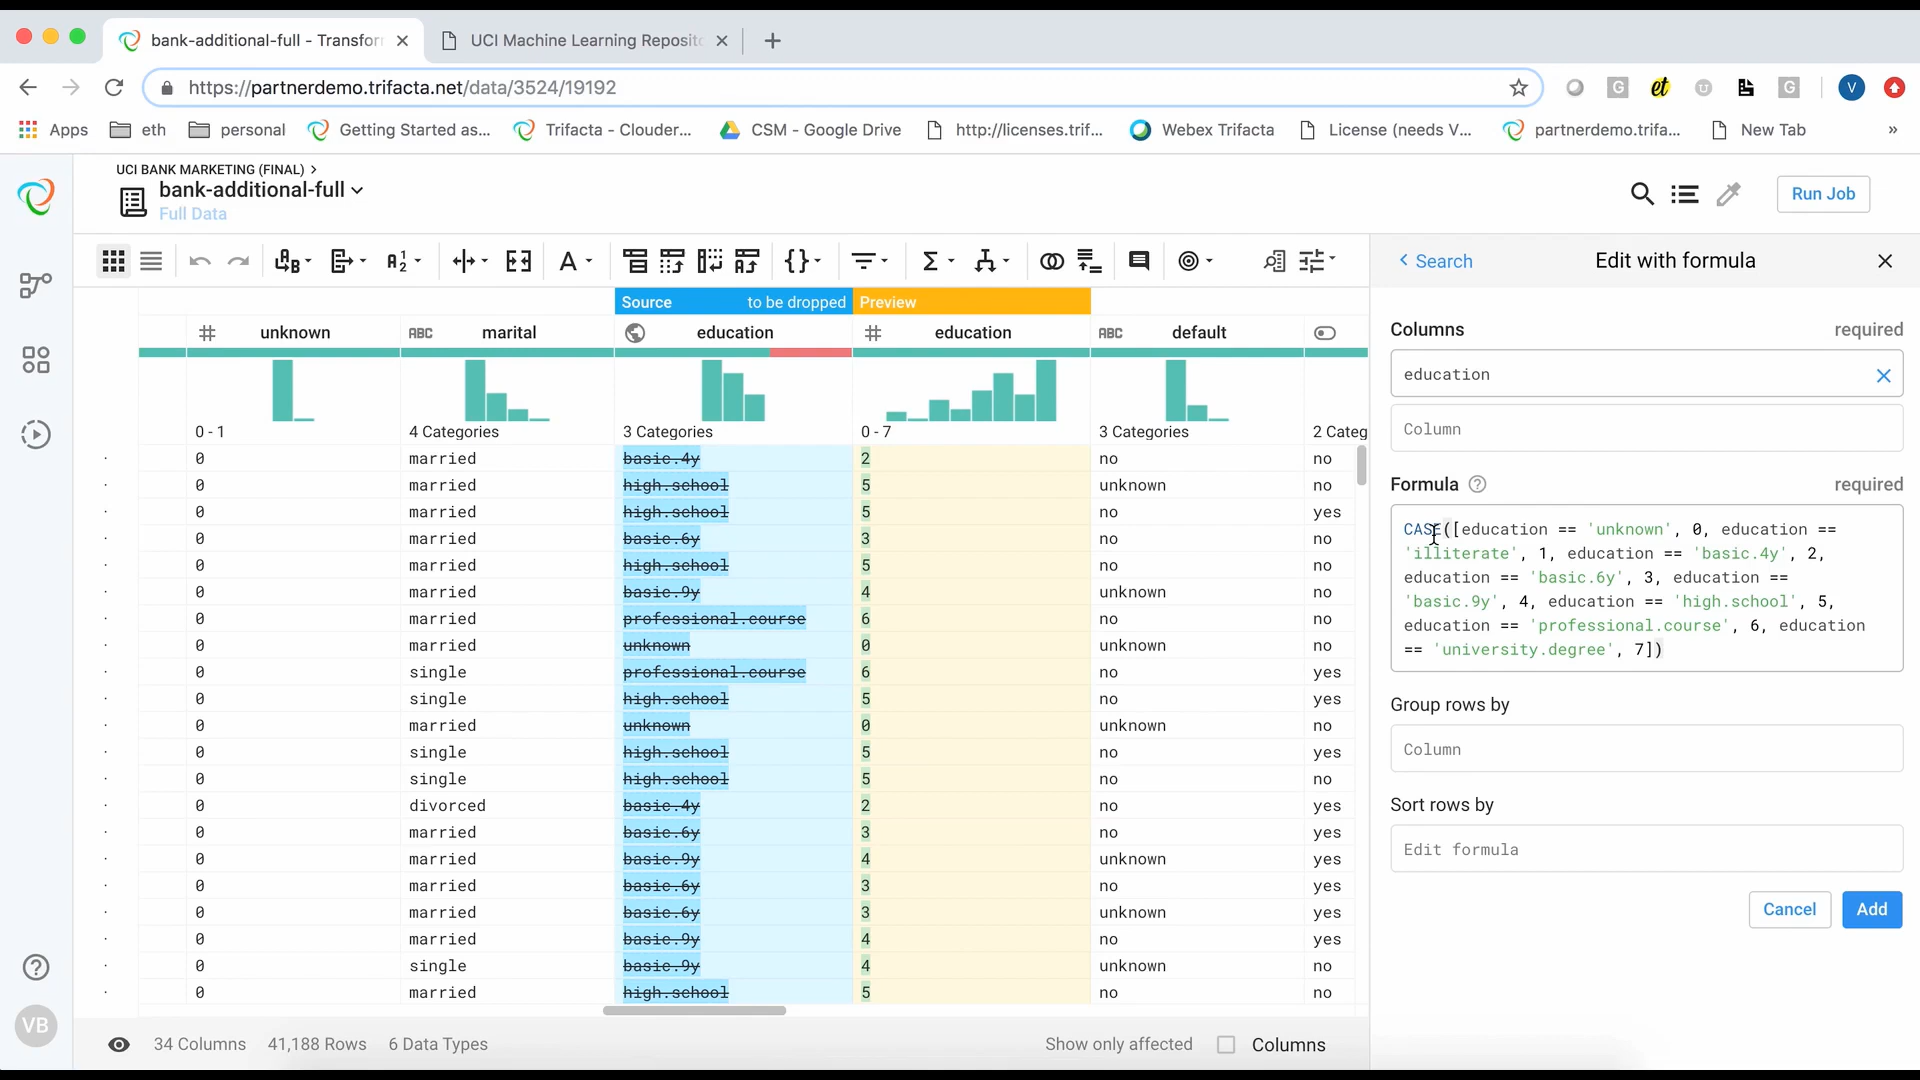 bank-additional-full - Transfor
UCI Machine Learning Reposito
https://partnerdemo.trifacta.net/data/3524/19192
G
et
G
V
Apps
eth
personal
Getting Started as...
Trifacta - Clouder...
CSM - Google Drive
http://licenses.trif...
Webex Trifacta
License (needs V...
partnerdemo.trifa...
New Tab
»
UCI BANK MARKETING (FINAL) >
bank-additional-full
Full Data
Run Job
Search
Edit with formula
Source to be dropped Preview
# unknown ABC marital education # education ABC default
0 - 1 4 Categories 3 Categories 0 - 7 3 Categories 2 Categ
0 married basic.4y 2 no no
0 married high.school 5 unknown no
0 married high.school 5 no yes
0 married basic.6y 3 no no
0 married high.school 5 no no
0 married basic.9y 4 unknown no
0 married professional.course 6 no no
0 married unknown 0 unknown no
0 single professional.course 6 no yes
0 single high.school 5 no yes
0 married unknown 0 unknown no
0 single high.school 5 no yes
0 single high.school 5 no no
0 divorced basic.4y 2 no yes
0 married basic.6y 3 no yes
0 married basic.9y 4 unknown yes
0 married basic.6y 3 no yes
0 married basic.6y 3 unknown yes
0 married basic.9y 4 no yes
0 single basic.9y 4 unknown no
0 married high.school 5 no no
34 Columns 41,188 Rows 6 Data Types Show only affected Columns
VB
Columns required
education
Column
Formula required
CASE([education == 'unknown', 0, education ==
'illiterate', 1, education == 'basic.4y', 2,
education == 'basic.6y', 3, education ==
'basic.9y', 4, education == 'high.school', 5,
education == 'professional.course', 6, education
== 'university.degree', 7])
Group rows by
Column
Sort rows by
Edit formula
Cancel
Add